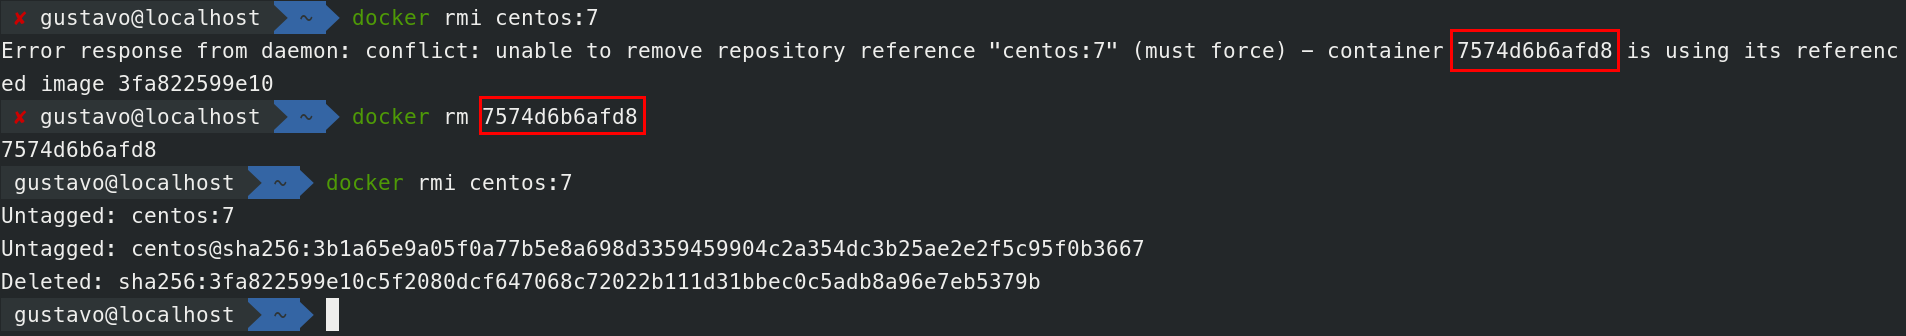 ✘ gustavo@localhost ~ docker rmi centos:7
Error response from daemon: conflict: unable to remove repository reference "centos:7" (must force) – container 7574d6b6afd8 is using its referenc
ed image 3fa822599e10
✘ gustavo@localhost ~ docker rm 7574d6b6afd8
7574d6b6afd8
gustavo@localhost ~ docker rmi centos:7
Untagged: centos:7
Untagged: centos@sha256:3b1a65e9a05f0a77b5e8a698d3359459904c2a354dc3b25ae2e2f5c95f0b3667
Deleted: sha256:3fa822599e10c5f2080dcf647068c72022b111d31bbec0c5adb8a96e7eb5379b
gustavo@localhost ~